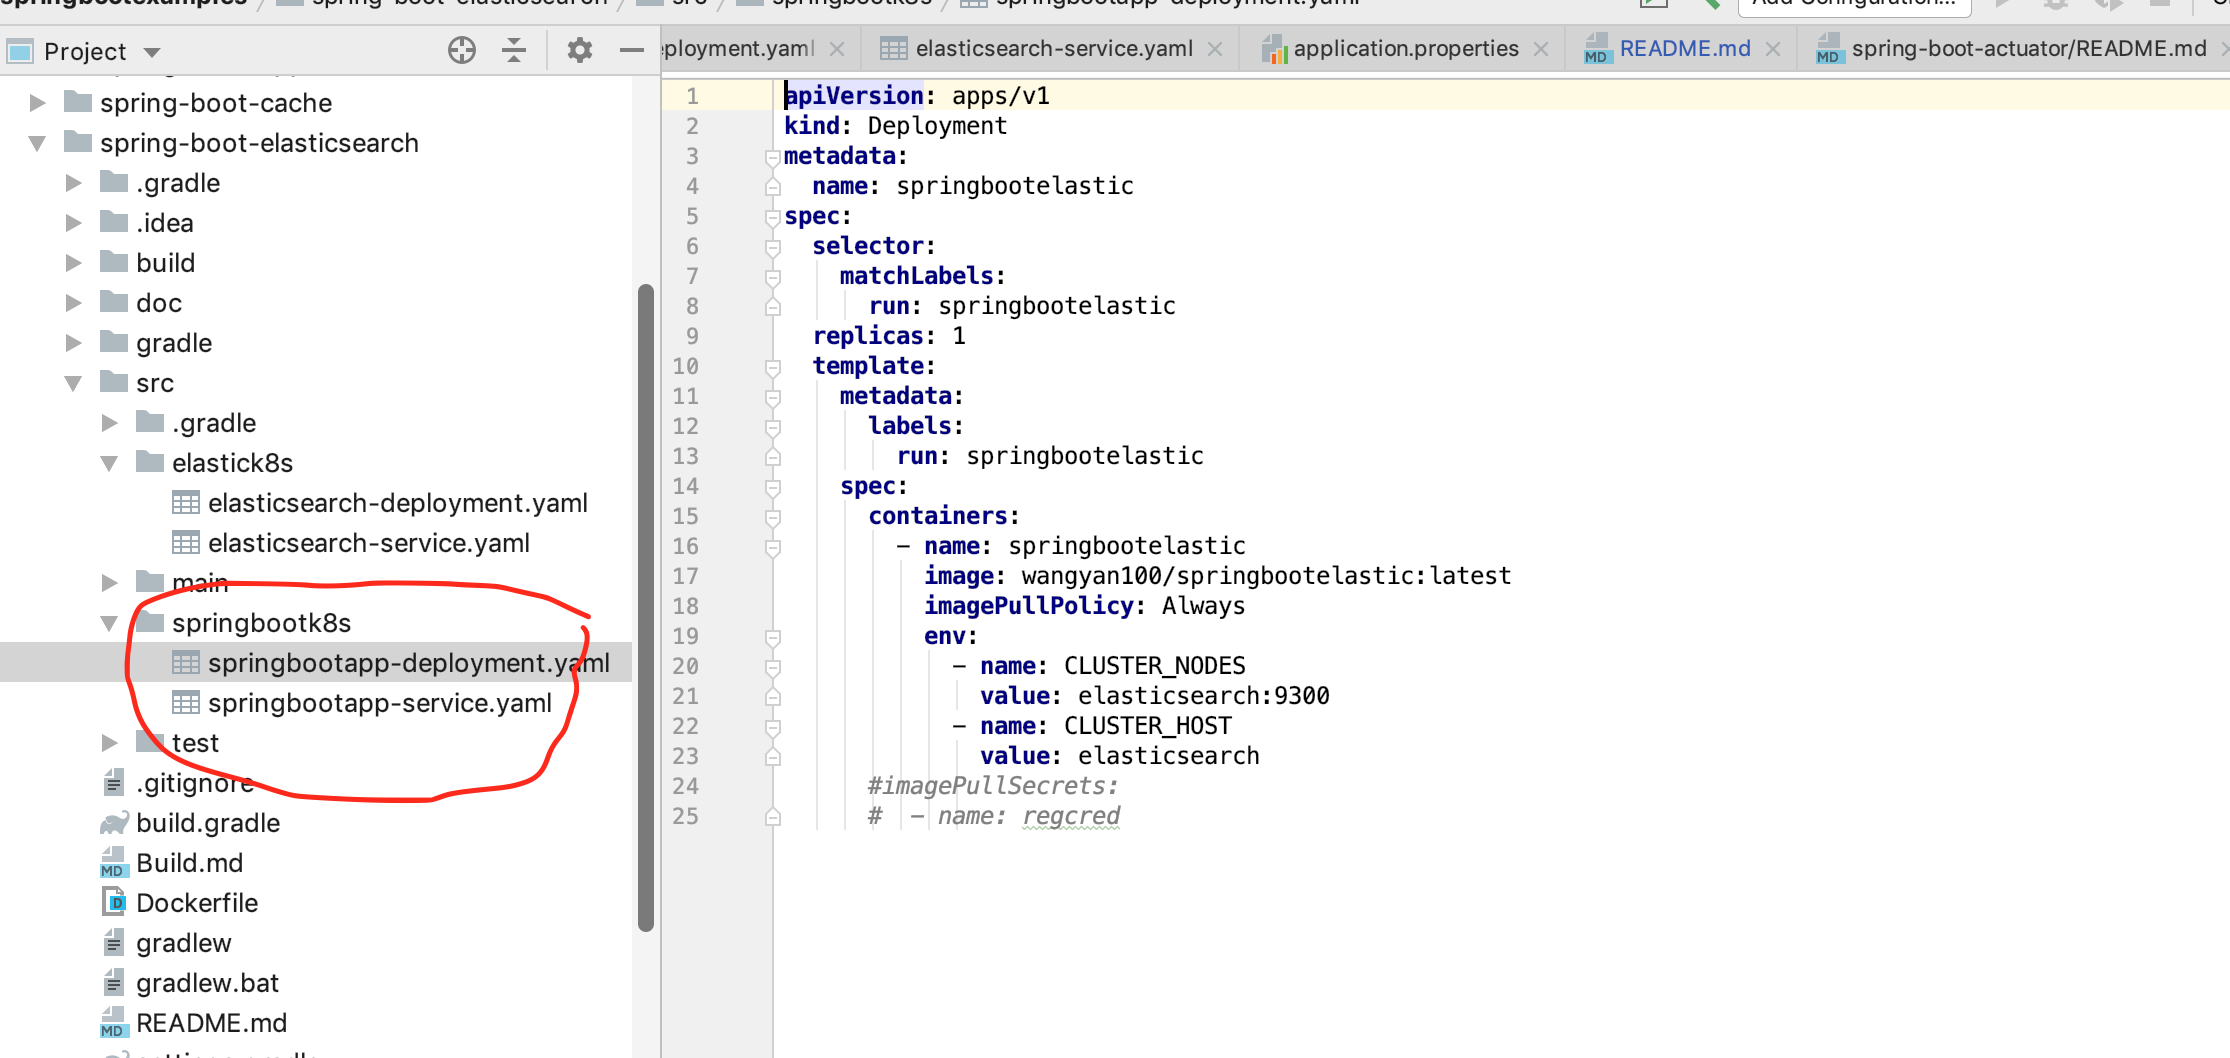 springbootexamples / spring-boot-elasticsearch / src / springbootk8s / springbootapp-deployment.yaml Add Configuration...
Project
eployment.yaml elasticsearch-service.yaml application.properties README.md spring-boot-actuator/README.md
spring-boot-cache
spring-boot-elasticsearch
.gradle
.idea
build
doc
gradle
src
.gradle
elastick8s
elasticsearch-deployment.yaml
elasticsearch-service.yaml
main
springbootk8s
springbootapp-deployment.yaml
springbootapp-service.yaml
test
.gitignore
build.gradle
Build.md
Dockerfile
gradlew
gradlew.bat
README.md
1 apiVersion: apps/v1
2 kind: Deployment
3 metadata:
4   name: springbootelastic
5 spec:
6   selector:
7     matchLabels:
8       run: springbootelastic
9   replicas: 1
10   template:
11     metadata:
12       labels:
13         run: springbootelastic
14     spec:
15       containers:
16         - name: springbootelastic
17           image: wangyan100/springbootelastic:latest
18           imagePullPolicy: Always
19           env:
20             - name: CLUSTER_NODES
21               value: elasticsearch:9300
22             - name: CLUSTER_HOST
23               value: elasticsearch
24       #imagePullSecrets:
25       #  - name: regcred